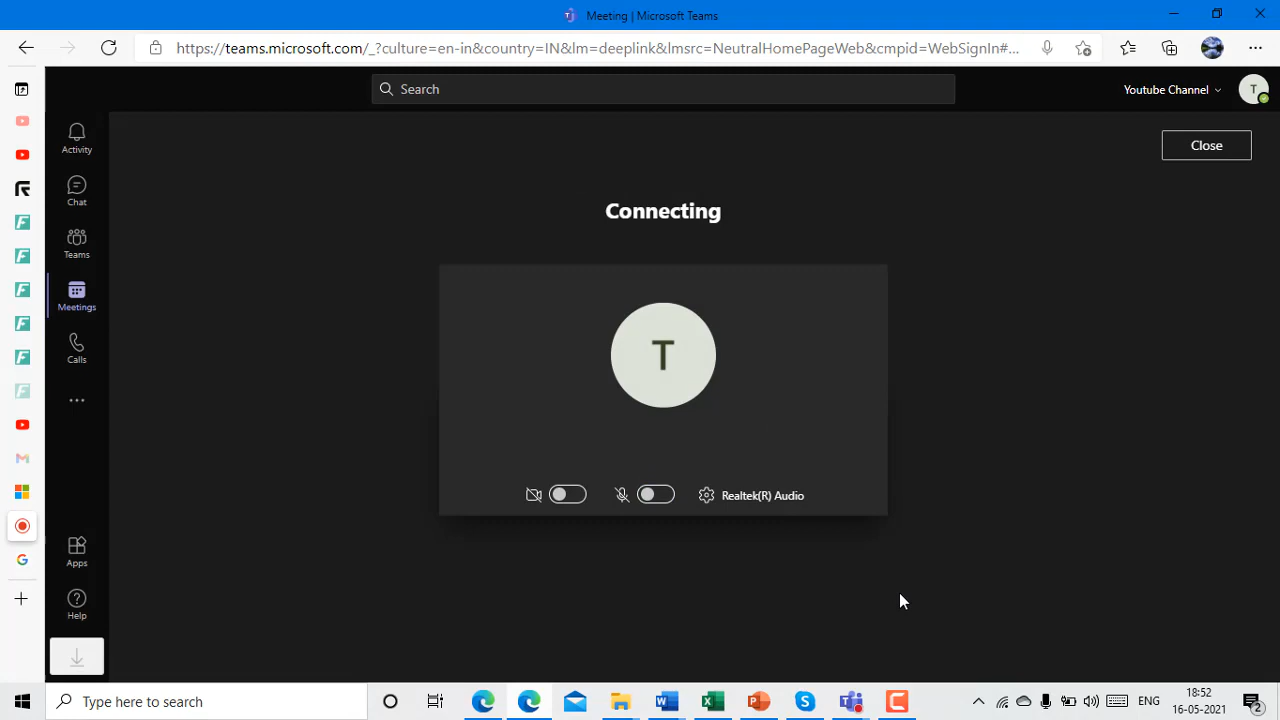 Meeting | Microsoft Teams
https://teams.microsoft.com/_?culture=en-in&country=IN&lm=deeplink&lmsrc=NeutralHomePageWeb&cmpid=WebSignIn#...
Search
Youtube Channel
T
Activity
Chat
Teams
Meetings
Calls
Apps
Help
Close
Connecting
T
Realtek(R) Audio
Type here to search
ENG
18:52
16-05-2021
2